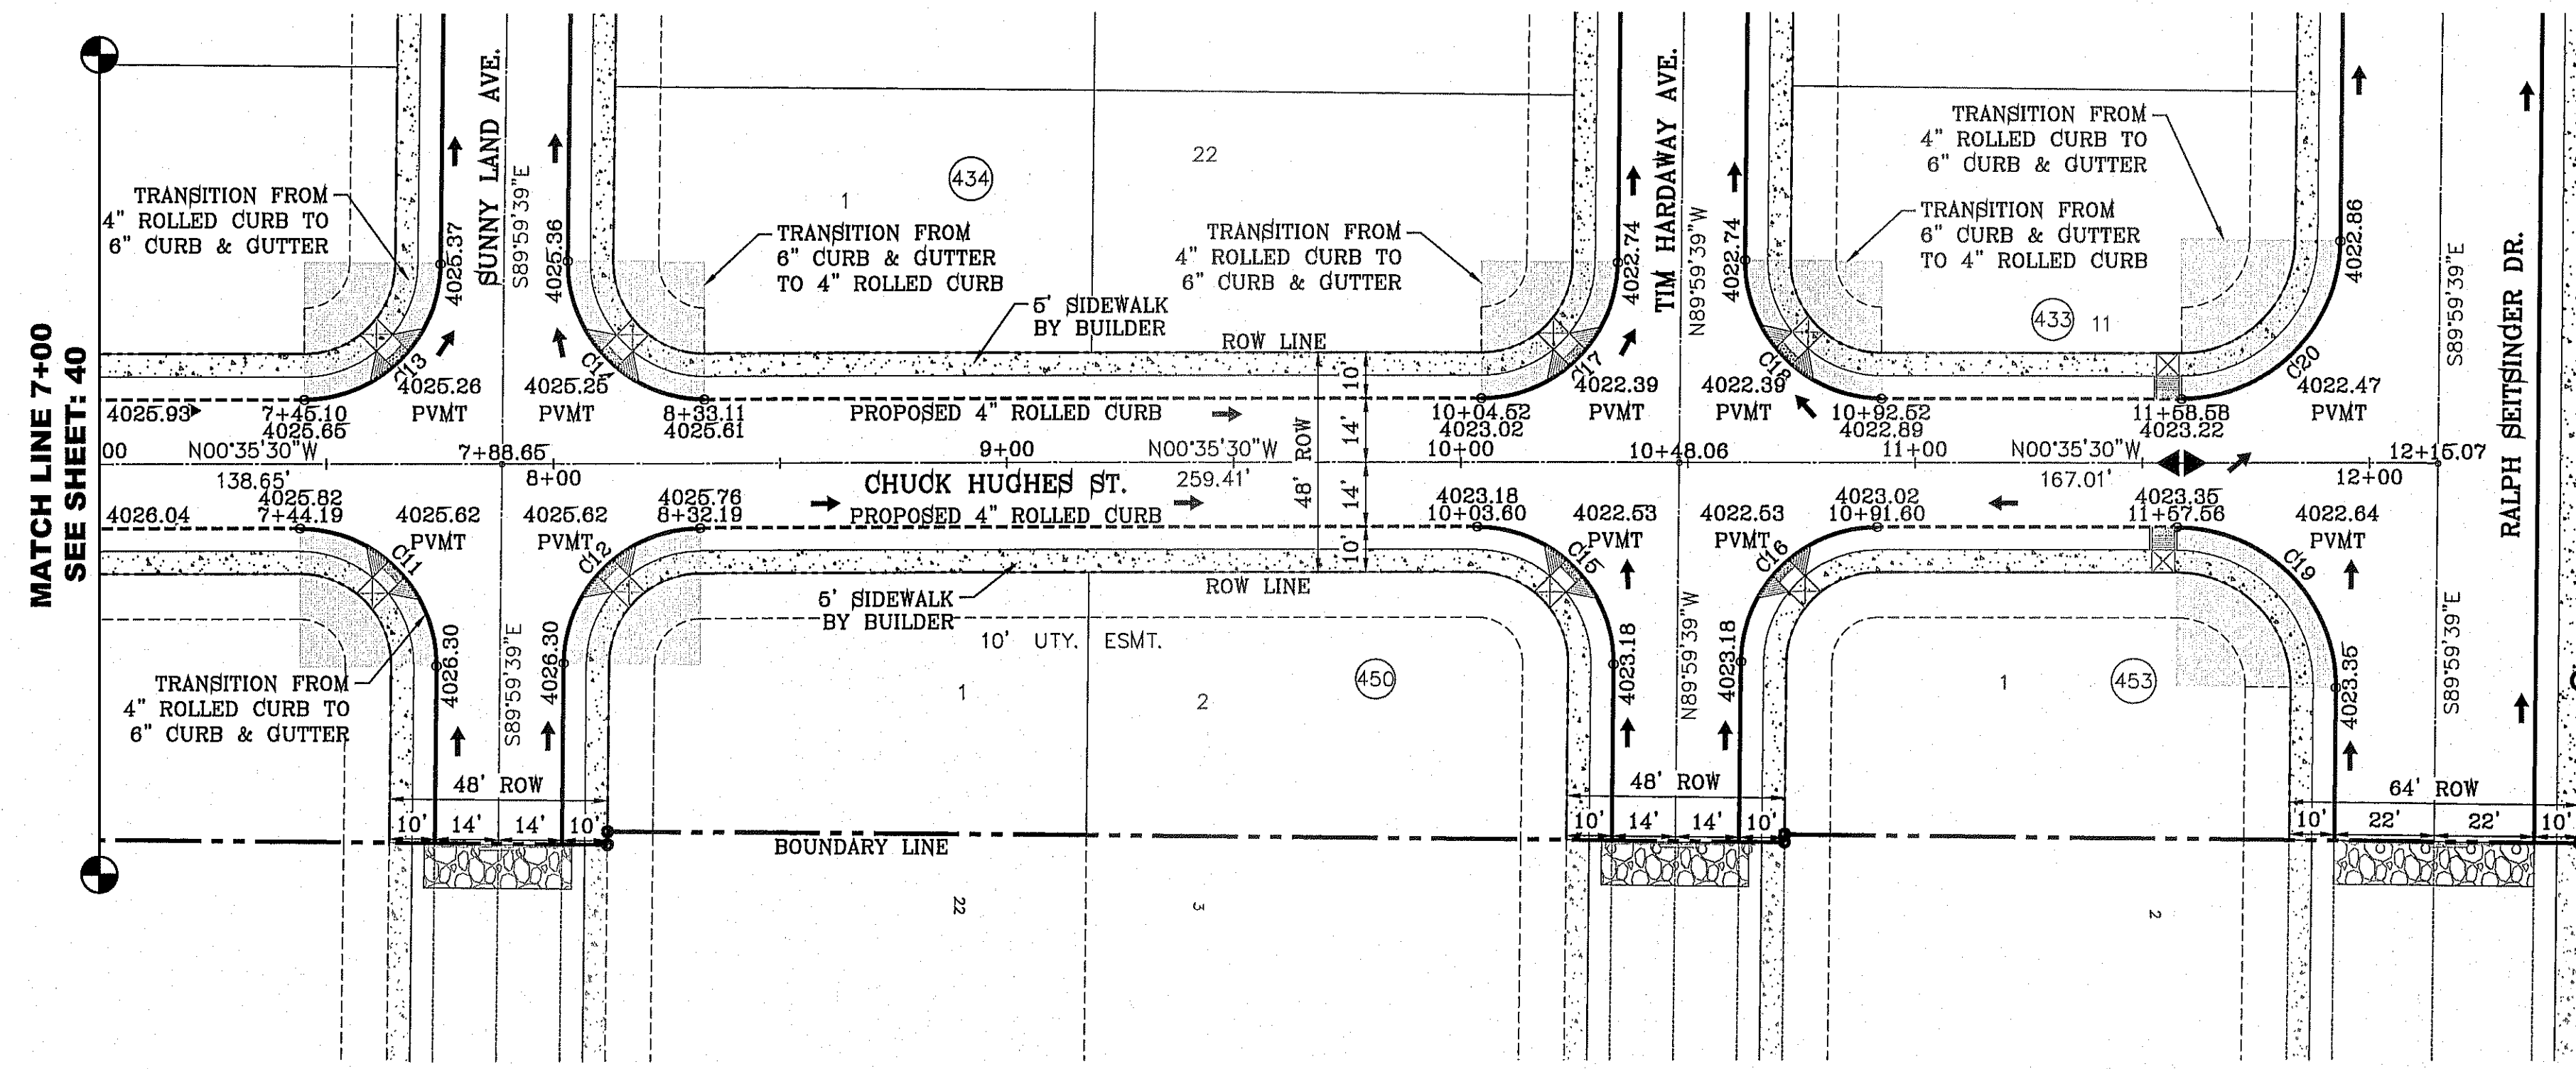 MATCH LINE 7+00
SEE SHEET: 40
TRANSITION FROM
4" ROLLED CURB TO
6" CURB & GUTTER
SUNNY LAND AVE.
S89°59'39"E
4025.37
4025.36
C13
C14
4025.26
PVMT
4025.25
PVMT
4025.93
7+45.10
4025.65
8+33.11
4025.61
434
1
22
TRANSITION FROM
6" CURB & GUTTER
TO 4" ROLLED CURB
TRANSITION FROM
4" ROLLED CURB TO
6" CURB & GUTTER
5' SIDEWALK
BY BUILDER
ROW LINE
PROPOSED 4" ROLLED CURB
10'
14'
48' ROW
14'
10'
TIM HARDAWAY AVE.
N89°59'39"W
4022.74
4022.74
C17
C18
4022.39
PVMT
4022.39
PVMT
10+04.52
4023.02
10+92.52
4022.89
TRANSITION FROM
4" ROLLED CURB TO
6" CURB & GUTTER
TRANSITION FROM
6" CURB & GUTTER
TO 4" ROLLED CURB
433
11
4022.86
C20
4022.47
PVMT
11+58.58
4023.22
S89°59'39"E
RALPH SEITSINGER DR.
00
N00°35'30"W
138.65'
7+88.65
8+00
9+00
N00°35'30"W
259.41'
10+00
10+48.06
11+00
N00°35'30"W
167.01'
12+00
12+15.07
CHUCK HUGHES ST.
PROPOSED 4" ROLLED CURB
4026.04
4025.82
7+44.19
4025.62
PVMT
4025.62
PVMT
4025.76
8+32.19
4023.18
10+03.60
4022.53
PVMT
4022.53
PVMT
4023.02
10+91.60
4023.35
11+57.56
4022.64
PVMT
C11
C12
C15
C16
C19
ROW LINE
5' SIDEWALK
BY BUILDER
10' UTY. ESMT.
TRANSITION FROM
4" ROLLED CURB TO
6" CURB & GUTTER
4026.30
S89°59'39"E
4026.30
1
2
450
4023.18
N89°59'39"W
4023.18
1
453
4023.35
S89°59'39"E
48' ROW
10'
14'
14'
10'
48' ROW
10'
14'
14'
10'
64' ROW
10'
22'
22'
10'
BOUNDARY LINE
22
3
2